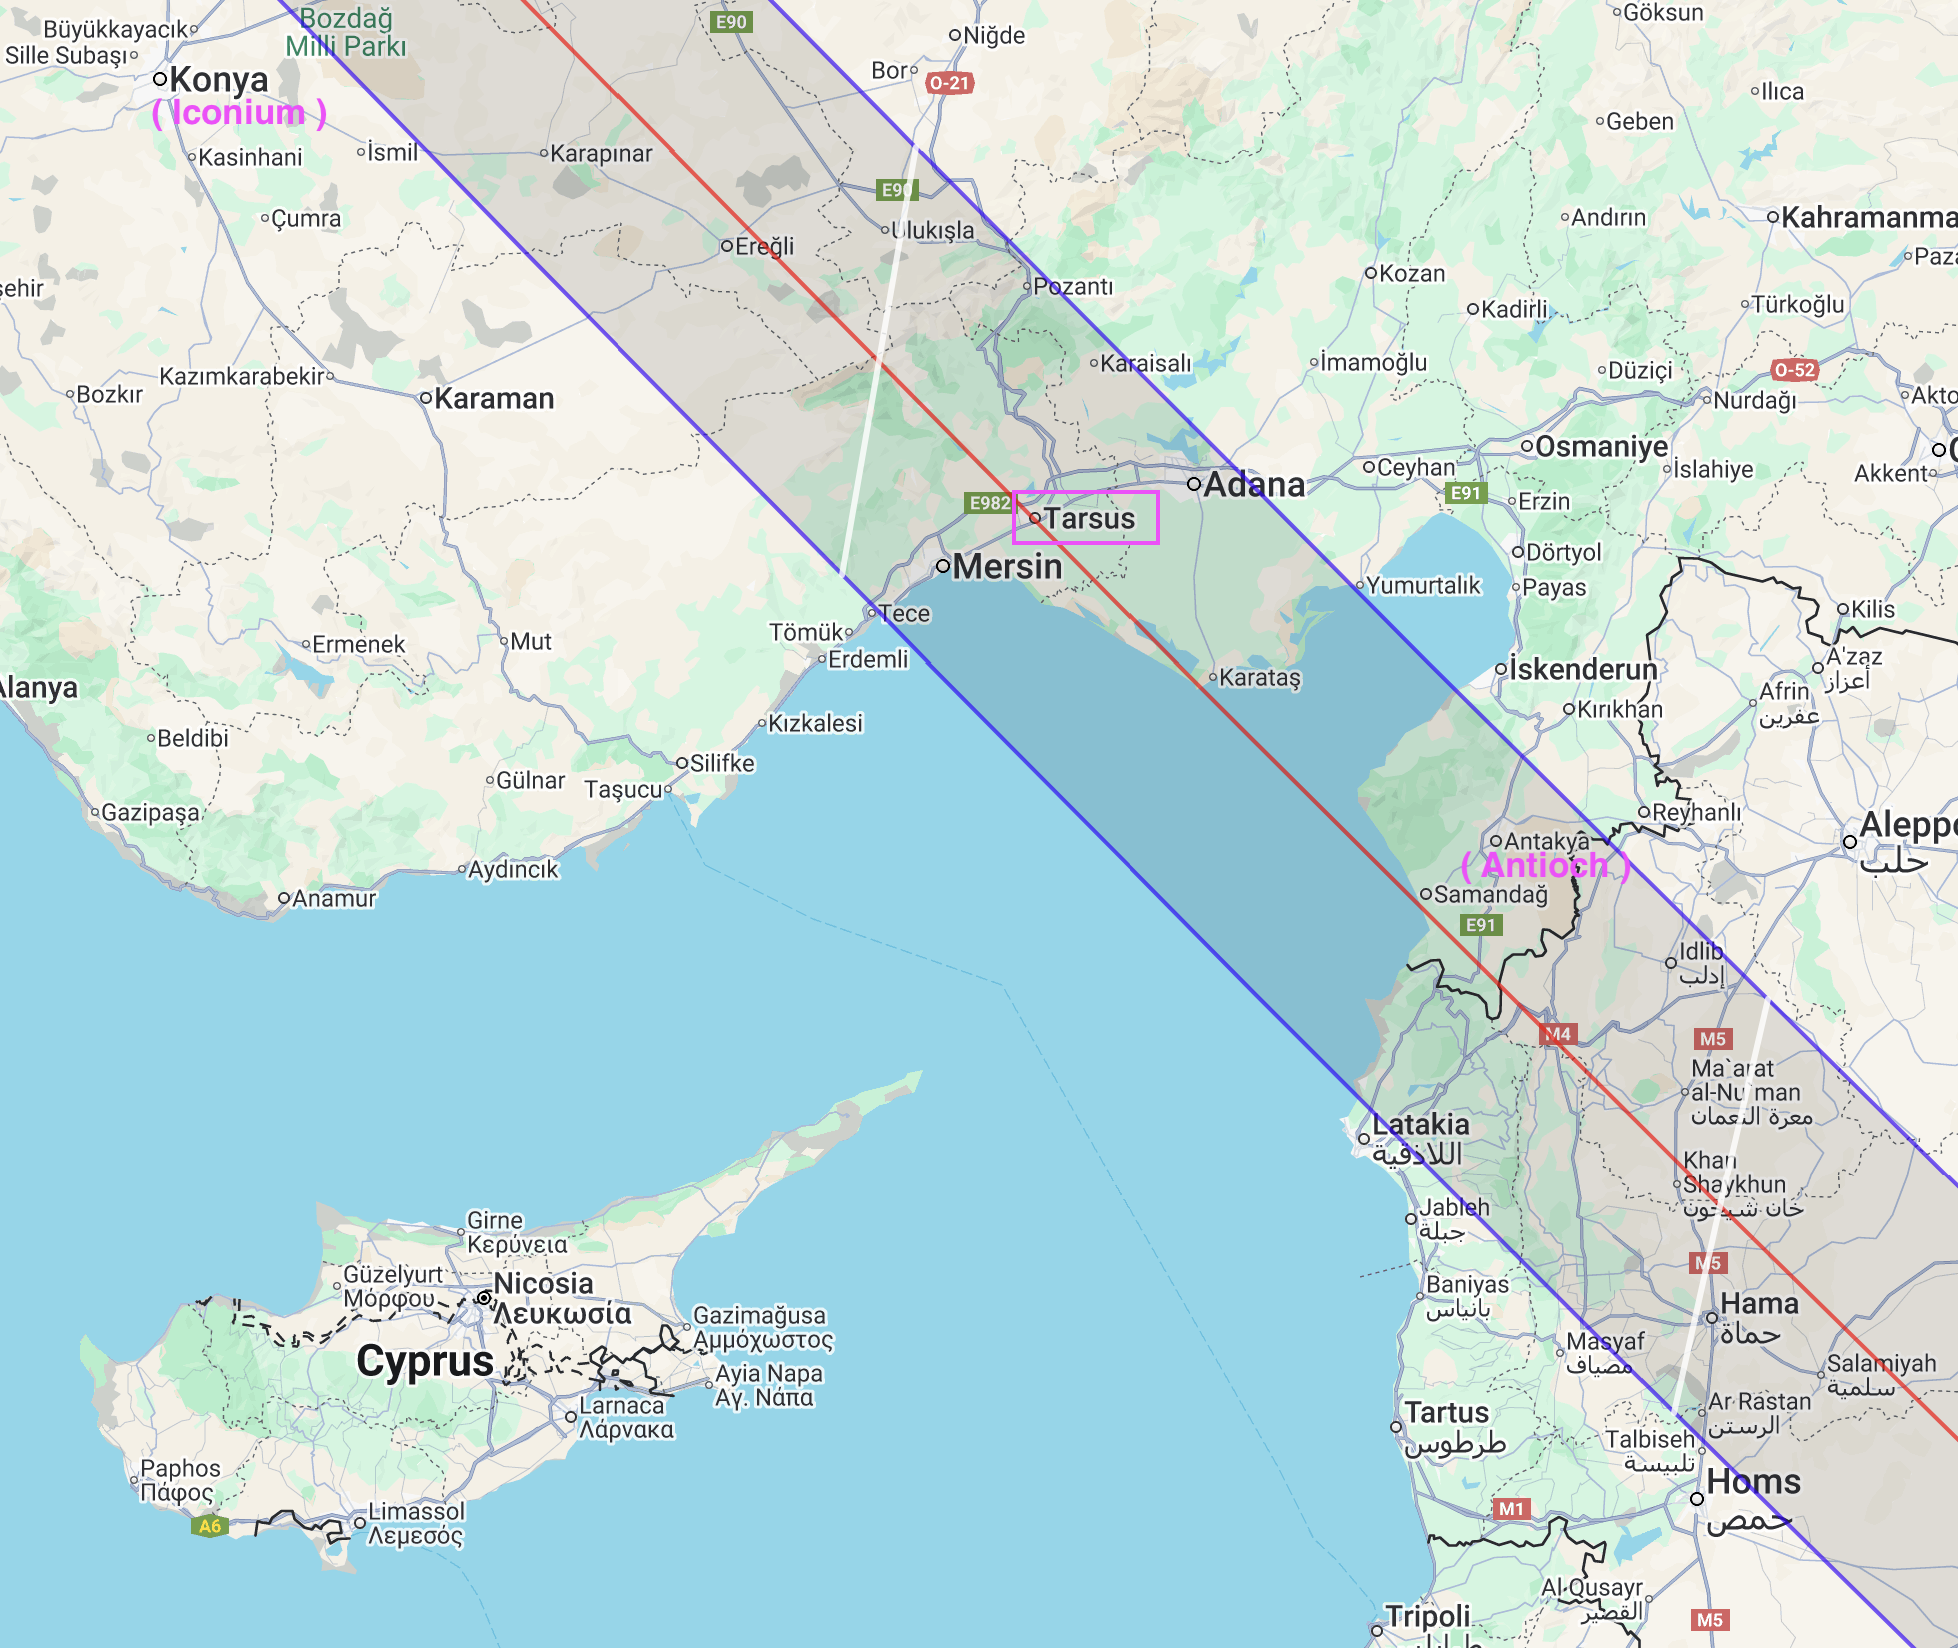 Büyükkayacık
Sille Subaşı
Bozdağ
Milli Parkı
E90
Niğde
Göksun
Konya
( Iconium )
Bor
O-21
Ilıca
Geben
Kasinhani
İsmil
Karapınar
E90
Çumra
Ulukışla
Ereğli
Andırın
Kahramanma
Paza
şehir
Pozantı
Kozan
Kadirli
Türkoğlu
Karaisalı
İmamoğlu
Düziçi
O-52
Kazımkarabekir
Bozkır
Karaman
Nurdağı
Akto
Osmaniye
Ceyhan
İslahiye
Akkent
Adana
E91
Erzin
E982
Tarsus
Dörtyol
Mersin
Yumurtalık
Payas
Kilis
Tece
Tömük
Erdemli
Ermenek
Mut
Alanya
Karataş
İskenderun
A'zaz
أعزاز
Afrin
عفرين
Kırıkhan
Kızkalesi
Beldibi
Silifke
Gülnar
Taşucu
Gazipaşa
Reyhanlı
Aleppo
حلب
Antakya
( Antioch )
Aydıncık
Anamur
Samandağ
E91
Idlib
إدلب
M4
M5
Ma`arat
al-Nu`man
معرة النعمان
Latakia
اللاذقية
Khan
Shaykhun
خان شيخون
Jableh
جبلة
Girne
Κερύνεια
M5
Güzelyurt
Μόρφου
Nicosia
Λευκωσία
Baniyas
بانياس
Hama
حماة
Gazimağusa
Αμμόχωστος
Cyprus
Masyaf
مصياف
Salamiyah
سلمية
Ayia Napa
Αγ. Νάπα
Larnaca
Λάρνακα
Tartus
طرطوس
Ar Rastan
الرستن
Talbiseh
تلبيسة
Paphos
Πάφος
Homs
حمص
A6
Limassol
Λεμεσός
M1
Al Qusayr
القصير
Tripoli
M5